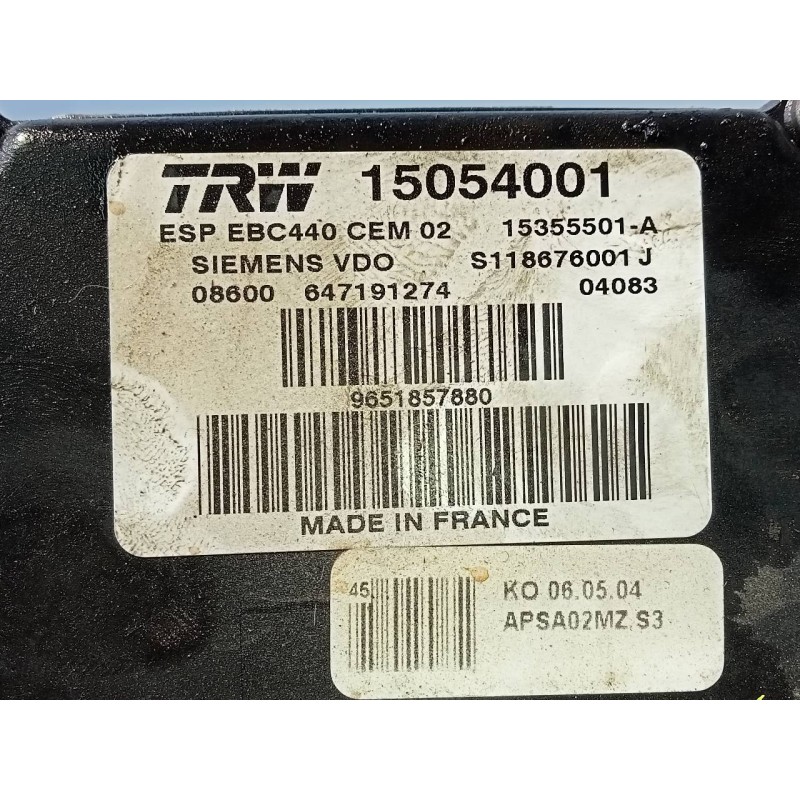 TRW 15054001
ESP EBC440 CEM 02 15355501-A
SIEMENS VDO S118676001J
08600 647191274 04083
9651857880
MADE IN FRANCE
45 KO 06.05.04
APSA02MZ.S3